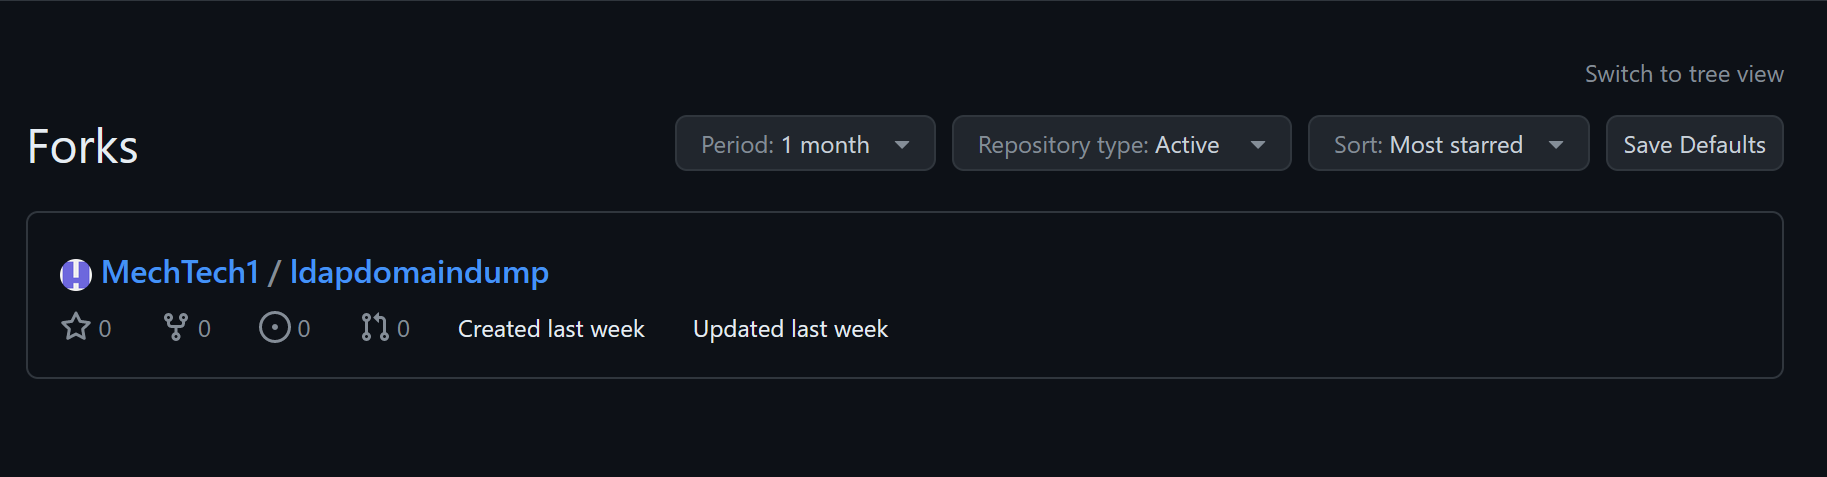 Switch to tree view
Forks
Period: 1 month
Repository type: Active
Sort: Most starred
Save Defaults
MechTech1 / ldapdomaindump
0 0 0 0 Created last week Updated last week